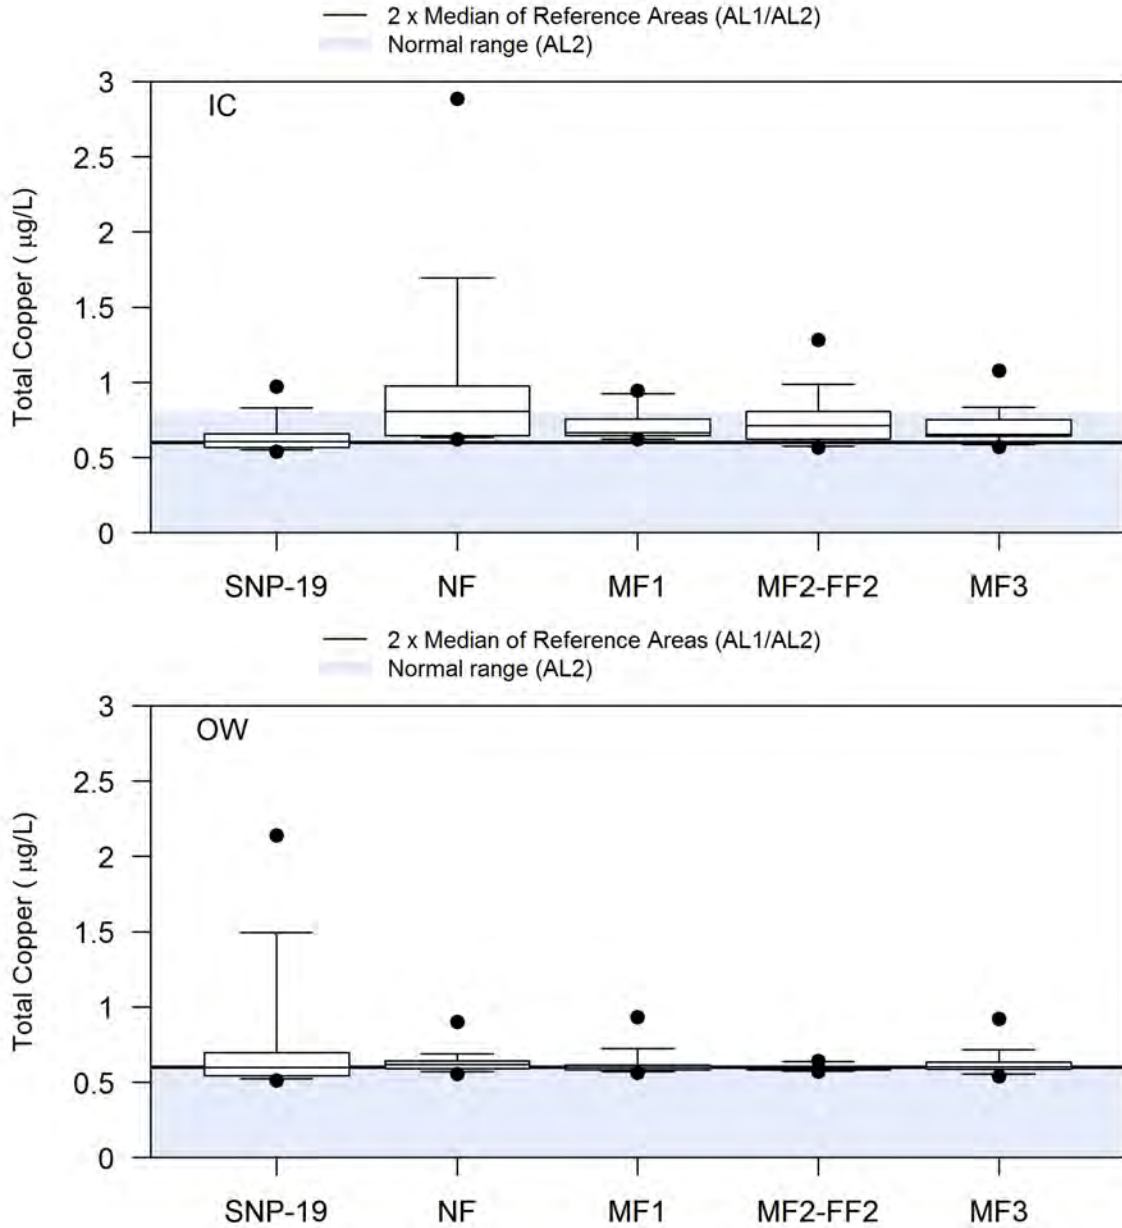 2 x Median of Reference Areas (AL1/AL2)
Normal range (AL2)
IC
Total Copper ( µg/L)
3
2.5
2
1.5
1
0.5
0
SNP-19 NF MF1 MF2-FF2 MF3
2 x Median of Reference Areas (AL1/AL2)
Normal range (AL2)
OW
Total Copper ( µg/L)
3
2.5
2
1.5
1
0.5
0
SNP-19 NF MF1 MF2-FF2 MF3